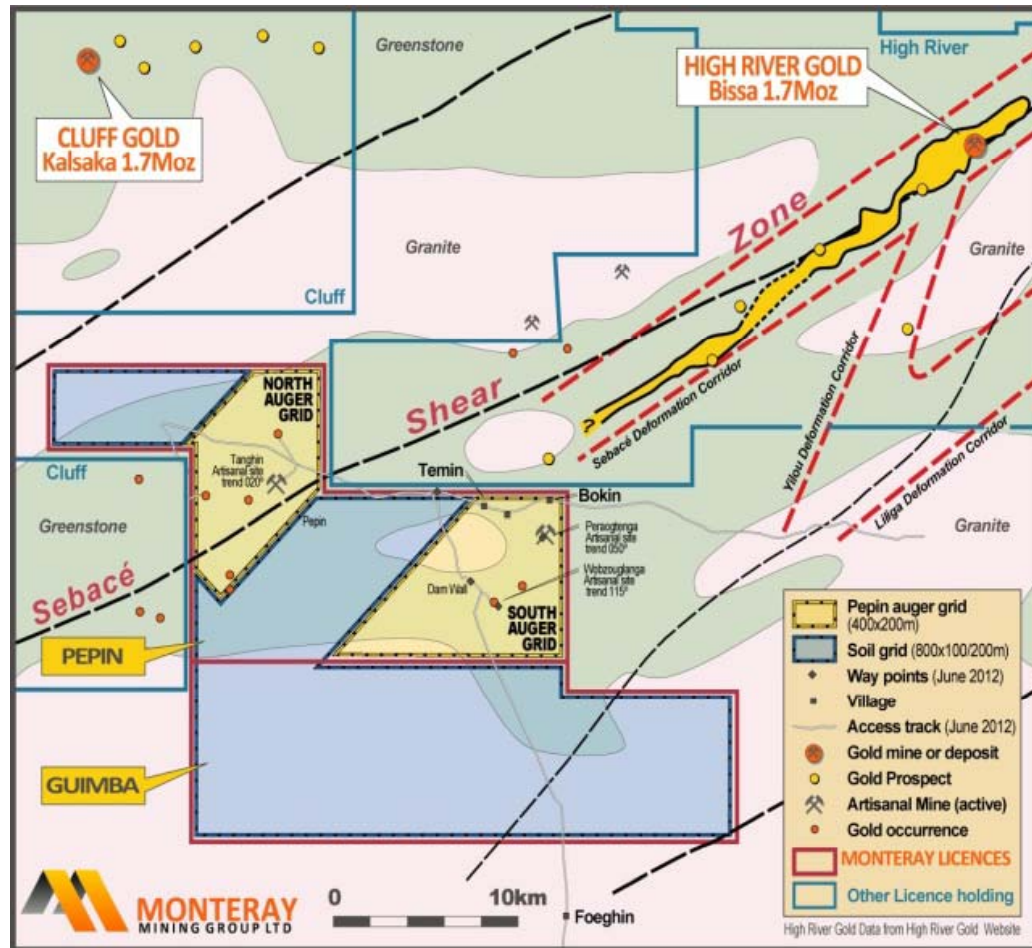 Greenstone
High River
HIGH RIVER GOLD
Bissa 1.7Moz
CLUFF GOLD
Kalsaka 1.7Moz
Zone
Granite
Granite
Cluff
Shear
NORTH
AUGER
GRID
Sebacé Deformation Corridor
Yilou Deformation Corridor
Liliga Deformation Corridor
?
Cluff
Tanghin
Artisanal site
trend 020°
Temin
Bokin
Greenstone
Pepin
Peraogtenga
Artisanal site
trend 050°
Granite
Wobzouglanga
Artisanal site
trend 115°
Sebacé
Dam Wall
SOUTH
AUGER
GRID
PEPIN
GUIMBA
Pepin auger grid
(400x200m)
Soil grid (800x100/200m)
Way points (June 2012)
Village
Access track (June 2012)
Gold mine or deposit
Gold Prospect
Artisanal Mine (active)
Gold occurrence
MONTERAY LICENCES
Other Licence holding
MONTERAY
MINING GROUP LTD
0 10km
Foeghin
High River Gold Data from High River Gold Website